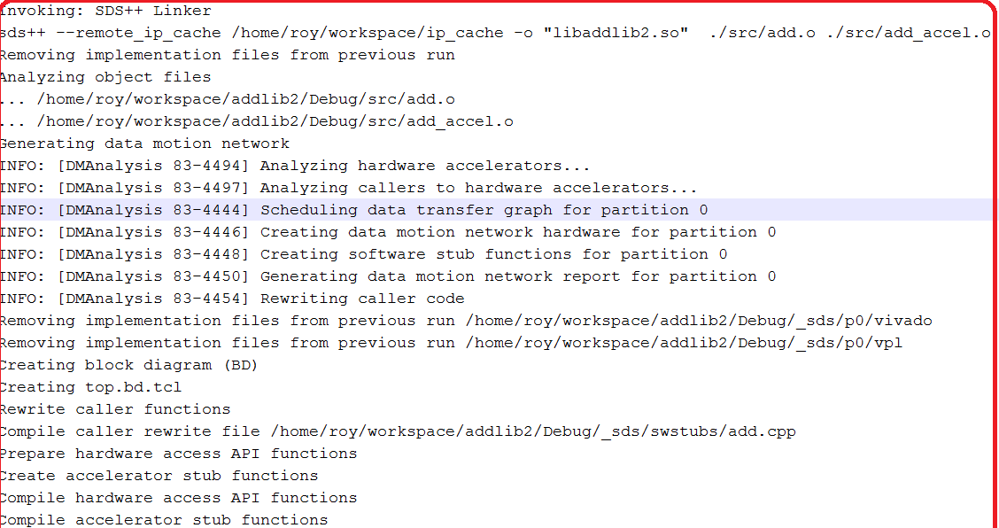 Invoking: SDS++ Linker
sds++ --remote_ip_cache /home/roy/workspace/ip_cache -o "libaddlib2.so"  ./src/add.o ./src/add_accel.o
Removing implementation files from previous run
Analyzing object files
... /home/roy/workspace/addlib2/Debug/src/add.o
... /home/roy/workspace/addlib2/Debug/src/add_accel.o
Generating data motion network
INFO: [DMAnalysis 83-4494] Analyzing hardware accelerators...
INFO: [DMAnalysis 83-4497] Analyzing callers to hardware accelerators...
INFO: [DMAnalysis 83-4444] Scheduling data transfer graph for partition 0
INFO: [DMAnalysis 83-4446] Creating data motion network hardware for partition 0
INFO: [DMAnalysis 83-4448] Creating software stub functions for partition 0
INFO: [DMAnalysis 83-4450] Generating data motion network report for partition 0
INFO: [DMAnalysis 83-4454] Rewriting caller code
Removing implementation files from previous run /home/roy/workspace/addlib2/Debug/_sds/p0/vivado
Removing implementation files from previous run /home/roy/workspace/addlib2/Debug/_sds/p0/vpl
Creating block diagram (BD)
Creating top.bd.tcl
Rewrite caller functions
Compile caller rewrite file /home/roy/workspace/addlib2/Debug/_sds/swstubs/add.cpp
Prepare hardware access API functions
Create accelerator stub functions
Compile hardware access API functions
Compile accelerator stub functions